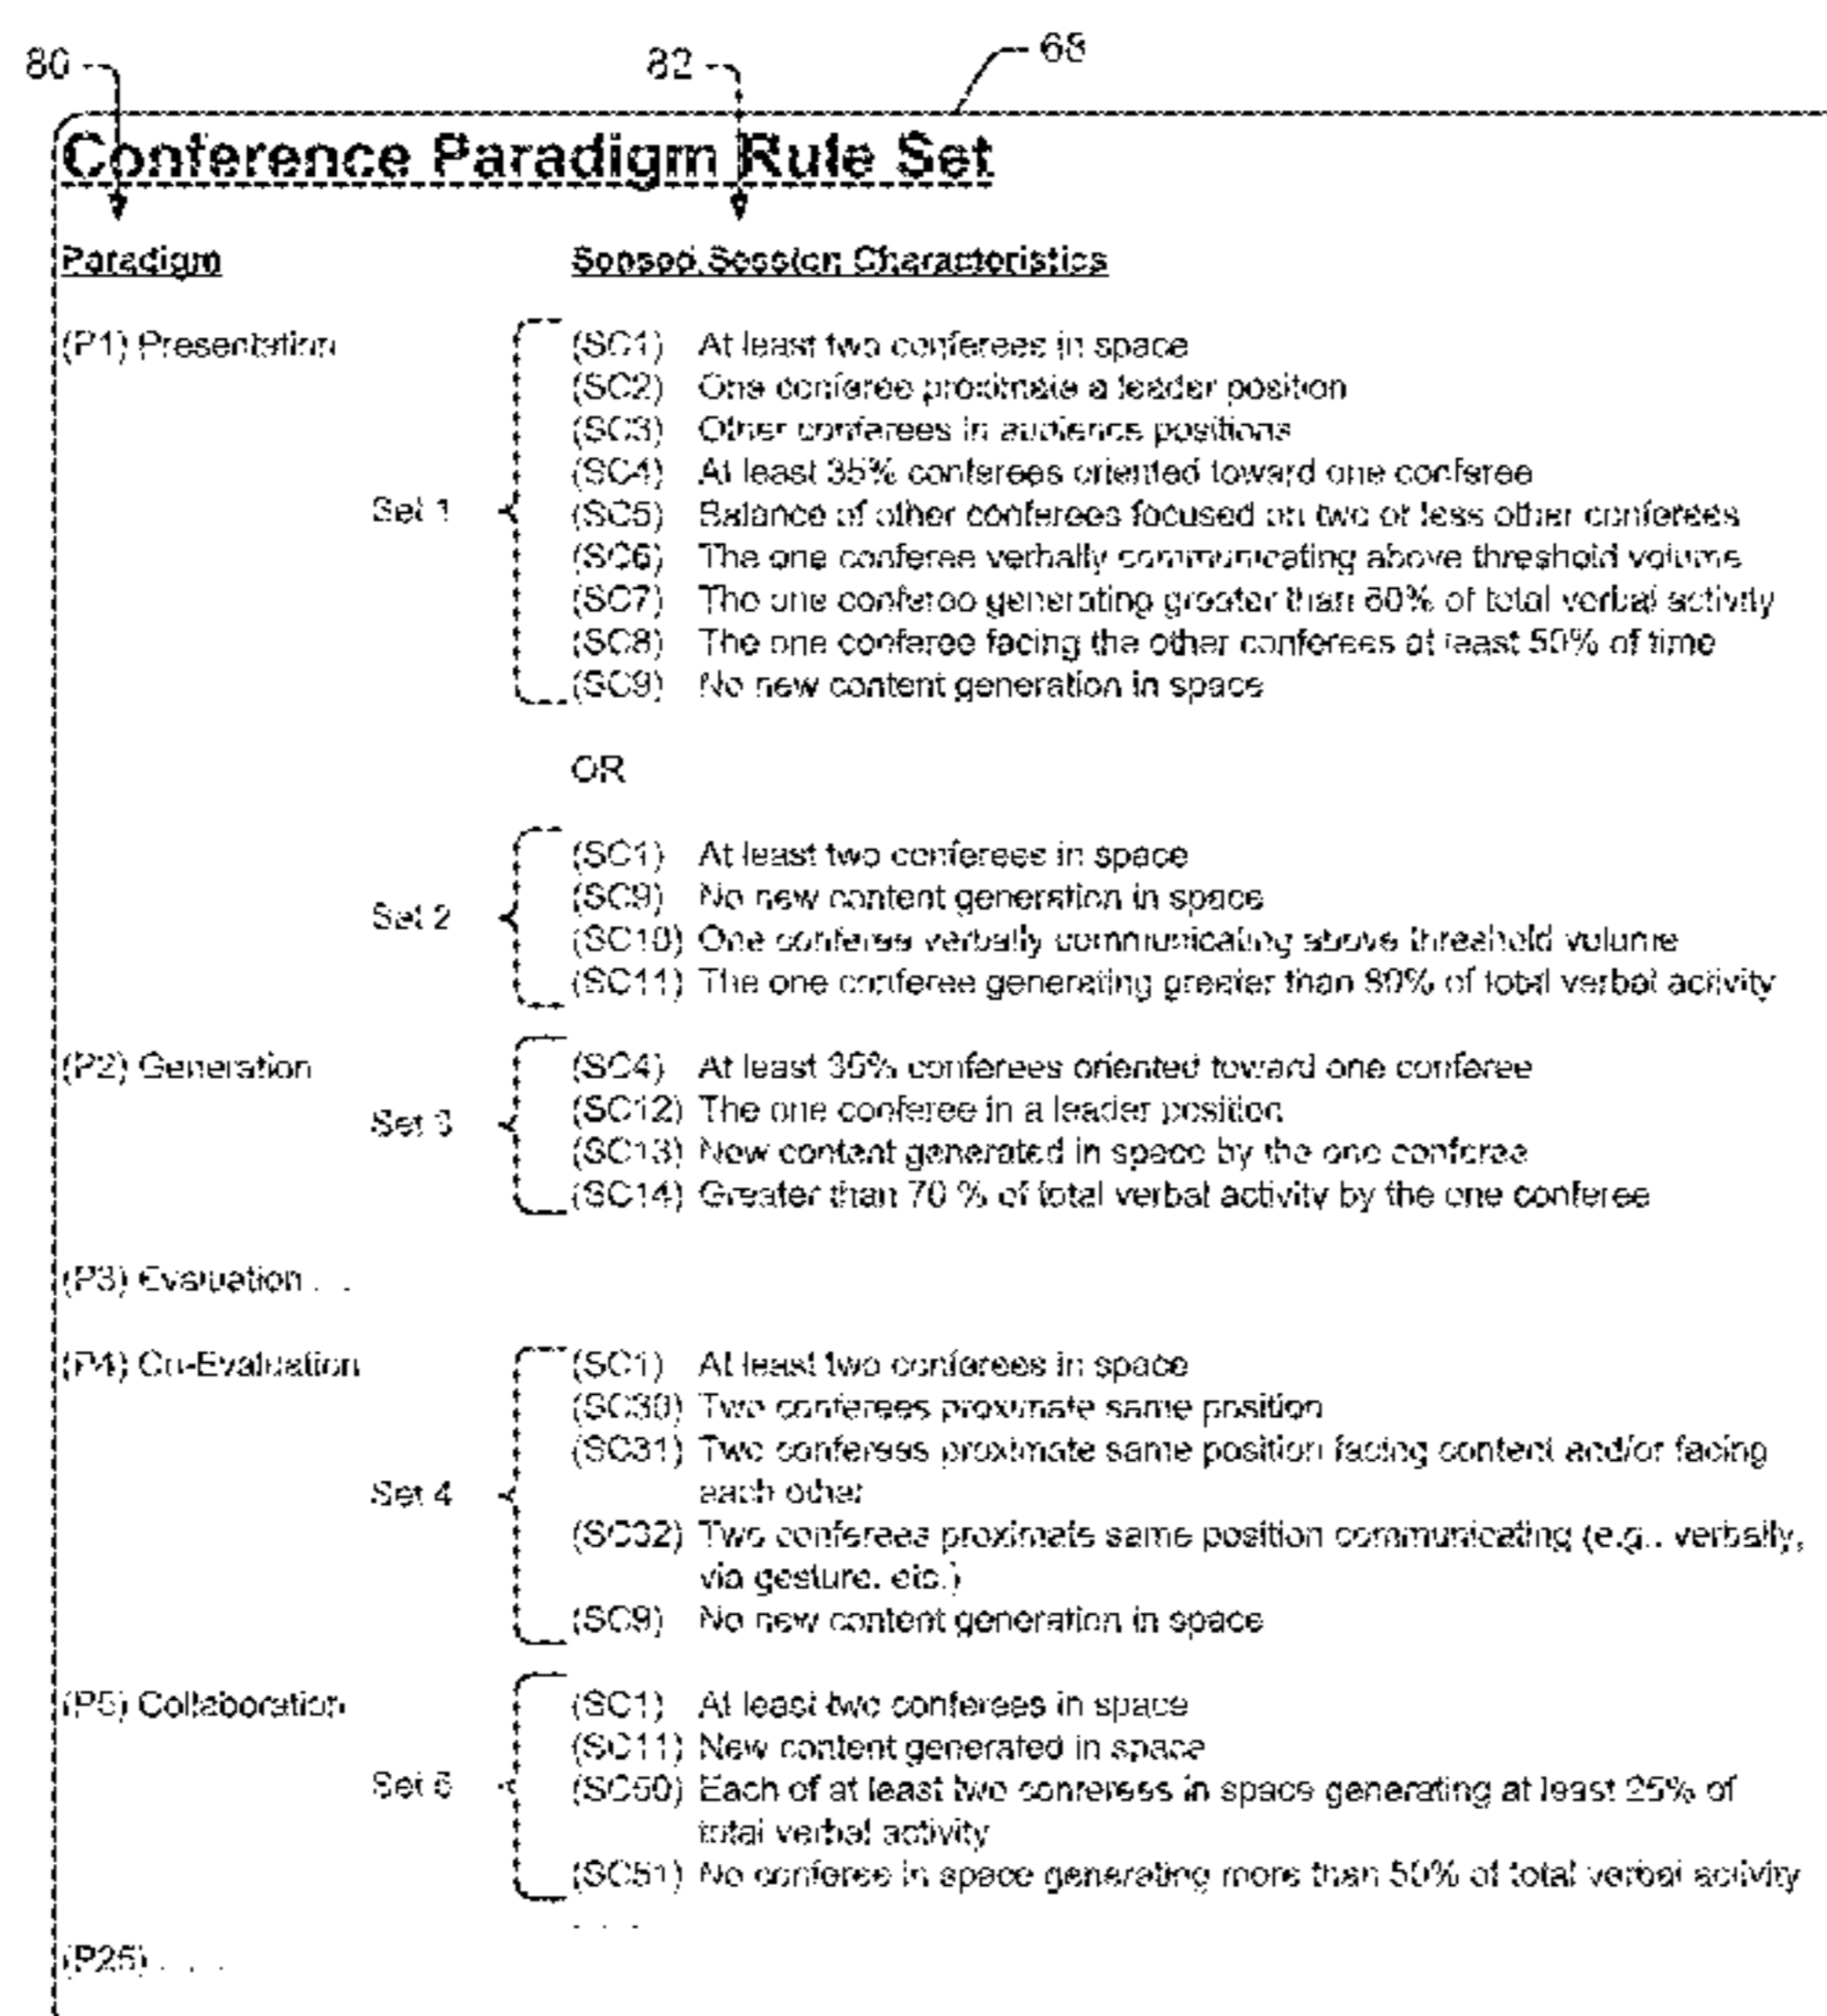 80
82
68
Conference Paradigm Rule Set
Paradigm Sensed Session Characteristics
(P1) Presentation
Set 1
(SC1) At least two conferees in space
(SC2) One conferee proximate a leader position
(SC3) Other conferees in audience positions
(SC4) At least 35% conferees oriented toward one conferee
(SC5) Balance of other conferees focused on two or less other conferees
(SC6) The one conferee verbally communicating above threshold volume
(SC7) The one conferee generating greater than of total verbal activity
(SC8) The one conferee facing the other conferees at least 50% of time
(SC9) No new content generation in space
OR
Set 2
(SC1) At least two conferees in space
(SC9) No new content generation in space
(SC10) One conferee verbally communicating above threshold volume
(SC11) The one conferee generating greater than 80% of total verbal activity
(P2) Generation
Set 3
(SC4) At least 35% conferees oriented toward one conferee
(SC12) The one conferee in a leader position
(SC13) New content generated in space by the one conferee
(SC14) Greater than 70 % of total verbal activity by the one conferee
(P3) Evaluation . .
(P4) Co-Evaluation
Set 4
(SC1) At least two conferees in space
(SC30) Two conferees proximate same position
(SC31) Two conferees proximate same position facing content and/or facing
each other
(SC32) Two conferees proximate same position communicating (e.g., verbally,
via gesture, etc.)
(SC9) No new content generation in space
(P5) Collaboration
Set 5
(SC1) At least two conferees in space
(SC11) New content generated in space
(SC50) Each of at least two conferees in space generating at least 25% of
total verbal activity
(SC51) No conferee in space generating more than 50% of total verbal activity
. . .
(P25) . . .